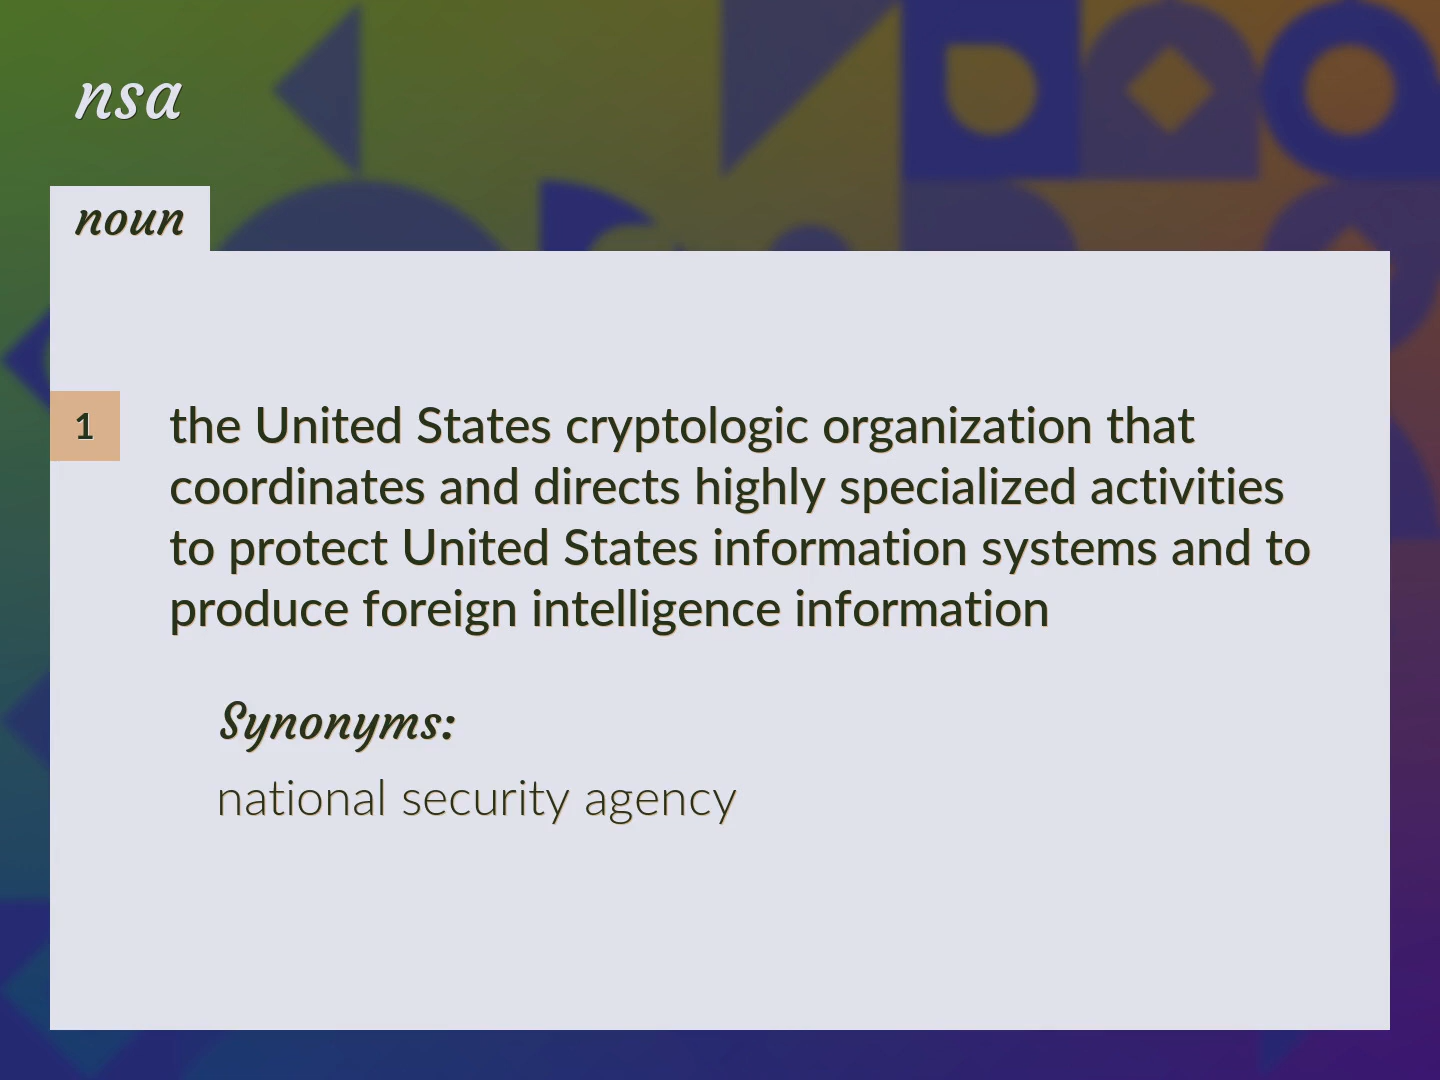 nsa
noun
1
the United States cryptologic organization that
coordinates and directs highly specialized activities
to protect United States information systems and to
produce foreign intelligence information
Synonyms:
national security agency